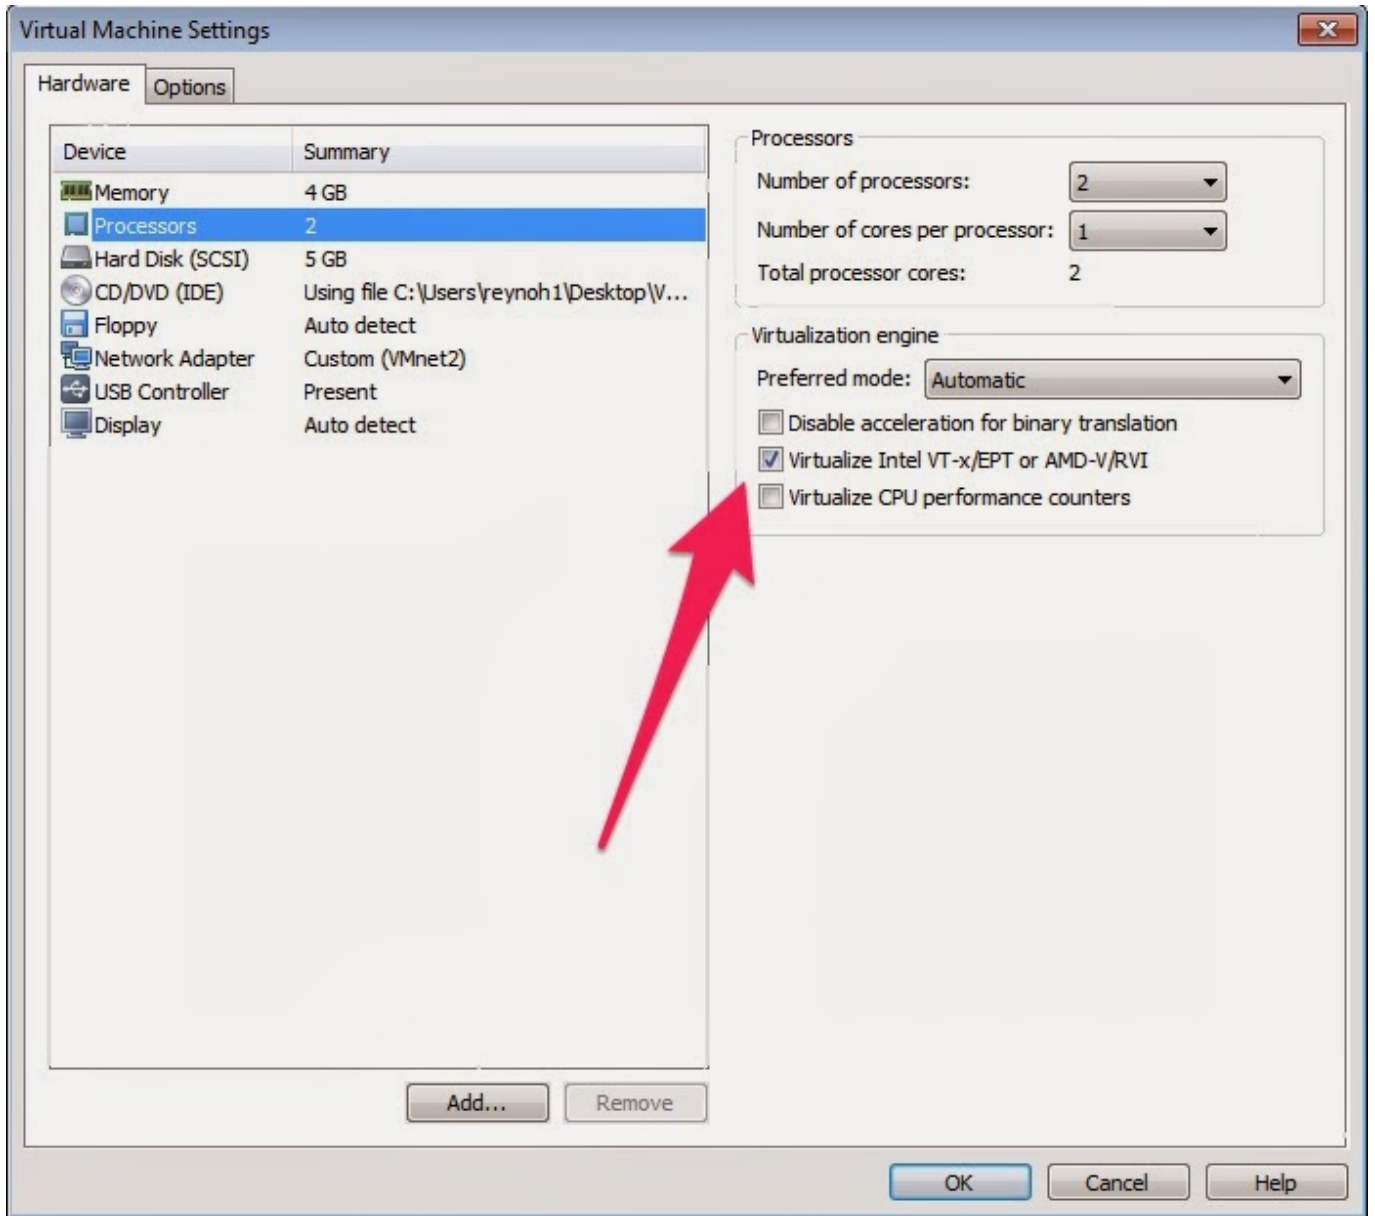 Virtual Machine Settings
Hardware
Options
Device Summary
Memory 4 GB
Processors 2
Hard Disk (SCSI) 5 GB
CD/DVD (IDE) Using file C:\Users\reynoh1\Desktop\V...
Floppy Auto detect
Network Adapter Custom (VMnet2)
USB Controller Present
Display Auto detect
Add...
Remove
Processors
Number of processors: 2
Number of cores per processor: 1
Total processor cores: 2
Virtualization engine
Preferred mode: Automatic
Disable acceleration for binary translation
Virtualize Intel VT-x/EPT or AMD-V/RVI
Virtualize CPU performance counters
OK
Cancel
Help